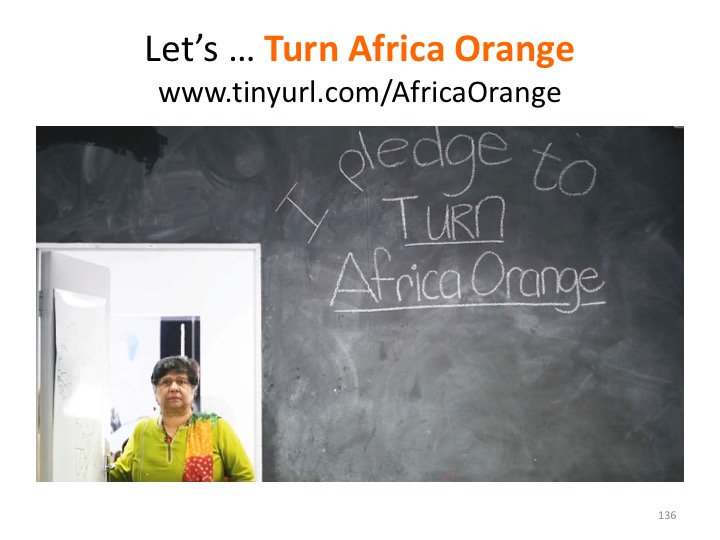 Let’s … Turn Africa Orange
www.tinyurl.com/AfricaOrange
I pledge to
TURN
Africa Orange
136